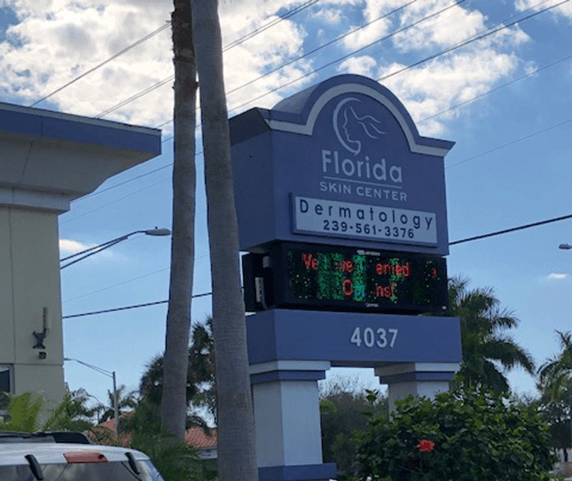 Florida
SKIN CENTER
Dermatology
239-561-3376
4037